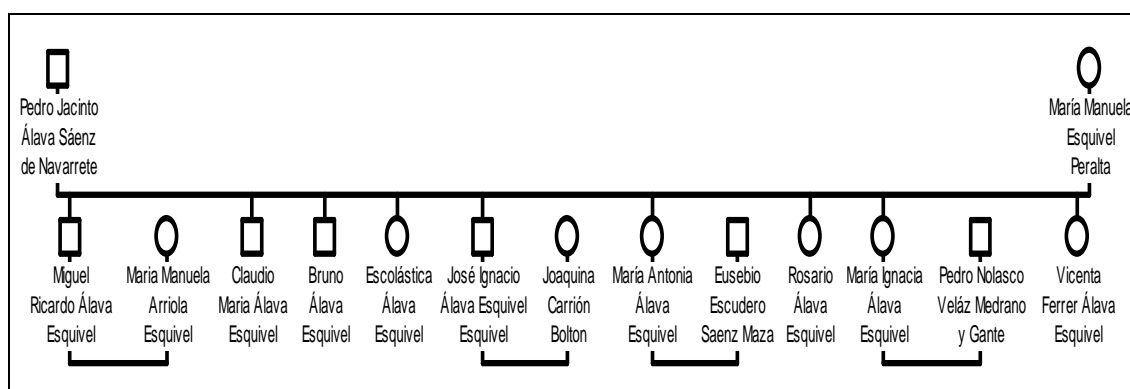 Pedro Jacinto
Álava Sáenz
de Navarrete
María Manuela
Esquivel
Peralta
Miguel
Ricardo Álava
Esquivel
María Manuela
Arriola
Esquivel
Claudio
Maria Álava
Esquivel
Bruno
Álava
Esquivel
Escolástica
Álava
Esquivel
José Ignacio
Álava Esquivel
Esquivel
Joaquina
Carrión
Bolton
María Antonia
Álava
Esquivel
Eusebio
Escudero
Saenz Maza
Rosario
Álava
Esquivel
María Ignacia
Álava
Esquivel
Pedro Nolasco
Veláz Medrano
y Gante
Vicenta
Ferrer Álava
Esquivel